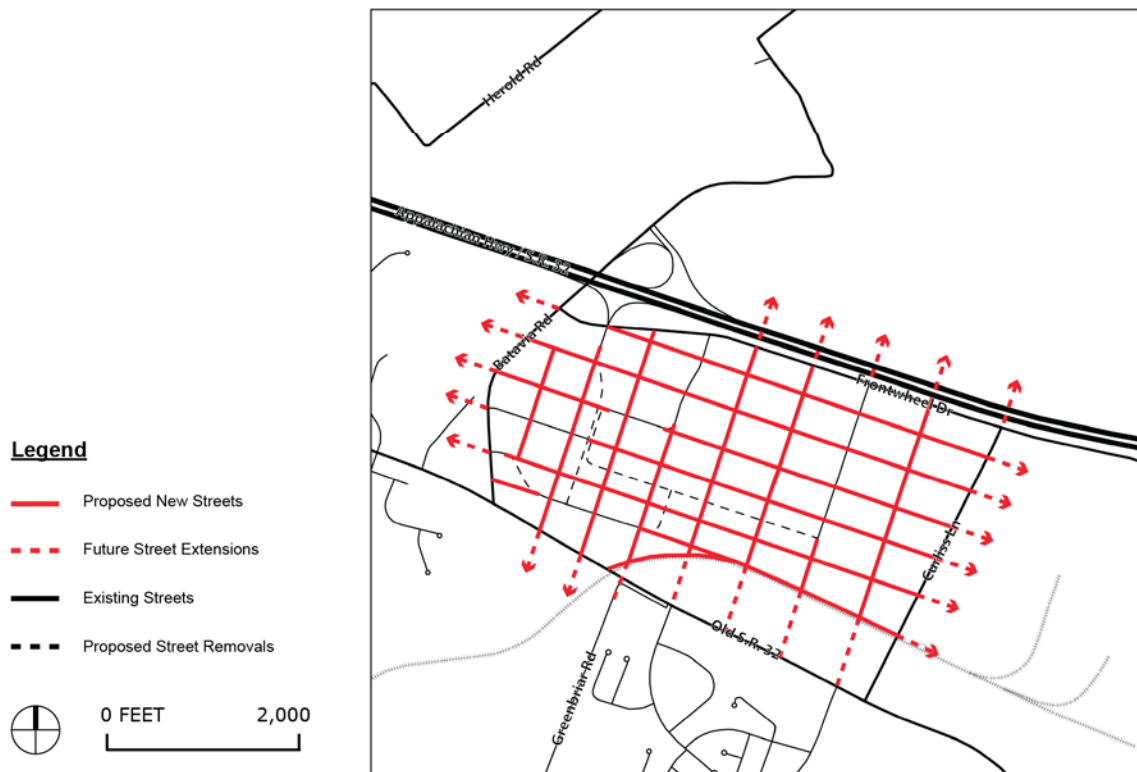 Herold Rd
Appalachian Hwy / S.R. 32
Batavia Rd
Frontwheel Dr
Curliss Ln
Old S.R. 32
Greenbriar Rd
Legend
Proposed New Streets
Future Street Extensions
Existing Streets
Proposed Street Removals
0 FEET 2,000